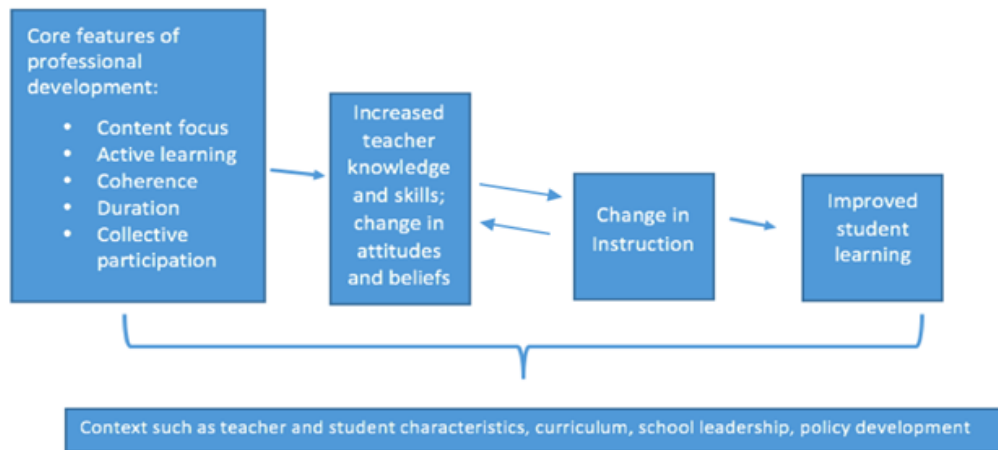 Core features of
professional
development:
• Content focus
• Active learning
• Coherence
• Duration
• Collective
participation
Increased
teacher
knowledge
and skills;
change in
attitudes
and beliefs
Change in
Instruction
Improved
student
learning
Context such as teacher and student characteristics, curriculum, school leadership, policy development